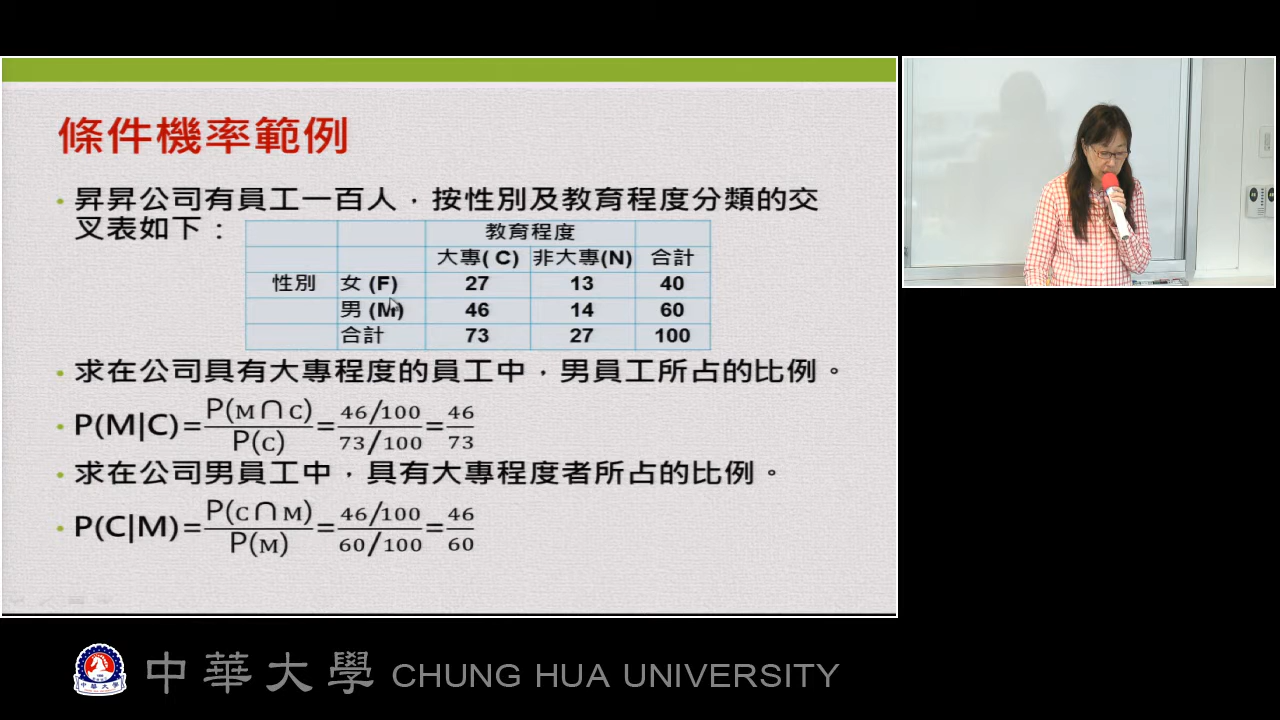 條件機率範例
昇昇公司有員工一百人，按性別及教育程度分類的交
叉表如下：
教育程度
大專( C) 非大專(N) 合計
性別 女 (F) 27 13 40
男 (M) 46 14 60
合計 73 27 100
求在公司具有大專程度的員工中，男員工所占的比例。
P(M|C)=P(M∩C)/P(C)=46/100/73/100=46/73
求在公司男員工中，具有大專程度者所占的比例。
P(C|M)=P(C∩M)/P(M)=46/100/60/100=46/60
中華大學 CHUNG HUA UNIVERSITY